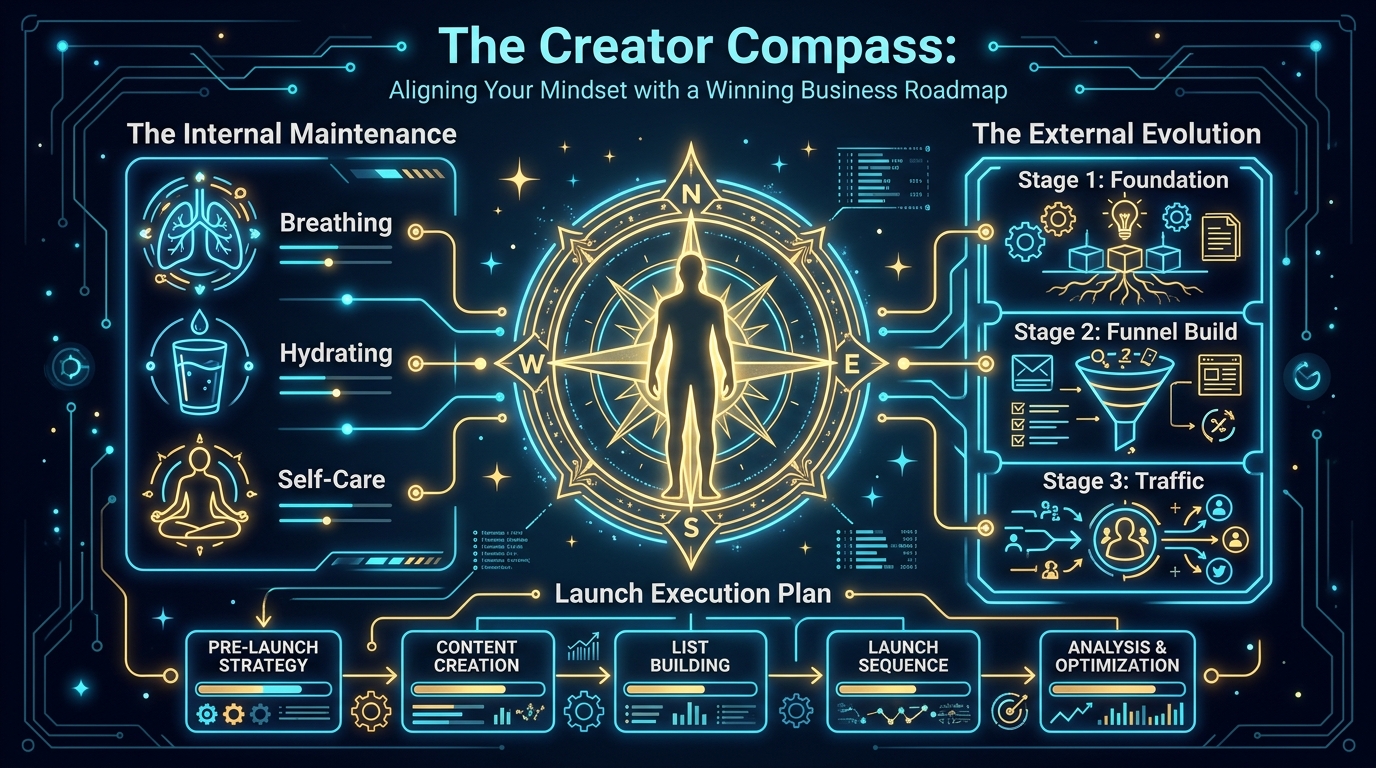 The Creator Compass:
Aligning Your Mindset with a Winning Business Roadmap
The Internal Maintenance
Breathing
Hydrating
Self-Care
N
W
E
S
The External Evolution
Stage 1: Foundation
Stage 2: Funnel Build
Stage 3: Traffic
Launch Execution Plan
PRE-LAUNCH
STRATEGY
CONTENT
CREATION
LIST
BUILDING
LAUNCH
SEQUENCE
ANALYSIS &
OPTIMIZATION